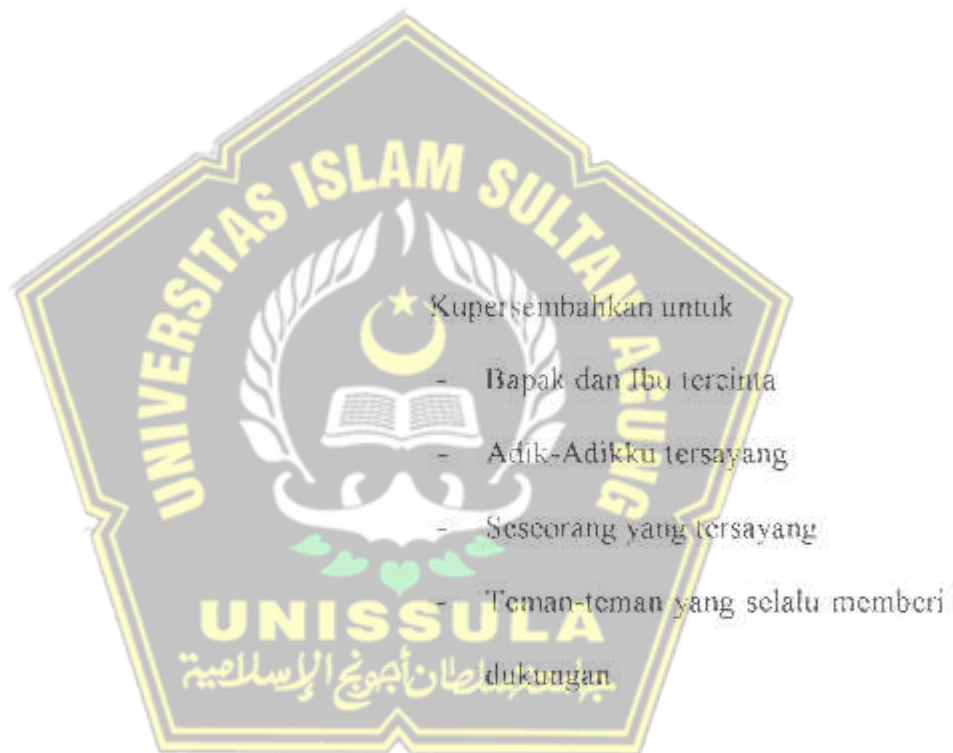 UNIVERSITAS ISLAM SULTAN AGUNG
Kupersembahkan untuk
- Bapak dan Ibu tercinta
- Adik-Adikku tersayang
- Seseorang yang tersayang
- Teman-teman yang selalu memberi
dukungan
UNISSULA
جامعة سلطان أجونج الإسلامية